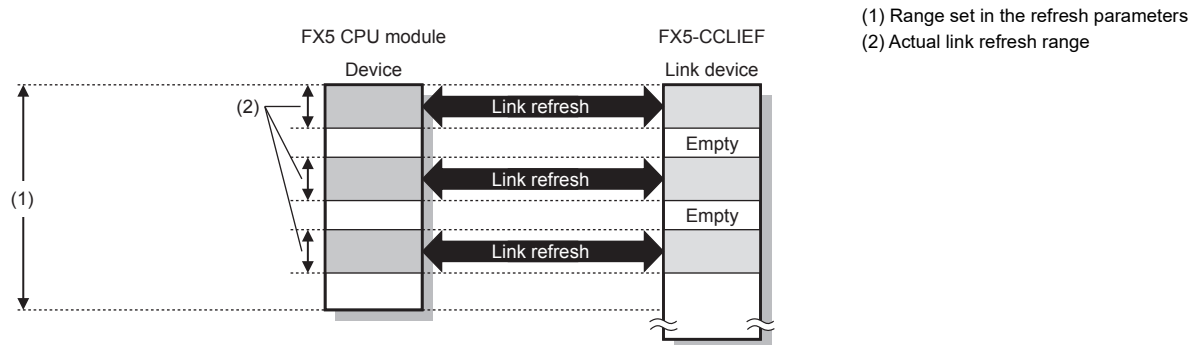 (1) Range set in the refresh parameters
(2) Actual link refresh range
FX5 CPU module
FX5-CCLIEF
Device
Link device
(2)
Link refresh
Empty
Link refresh
(1)
Empty
Link refresh